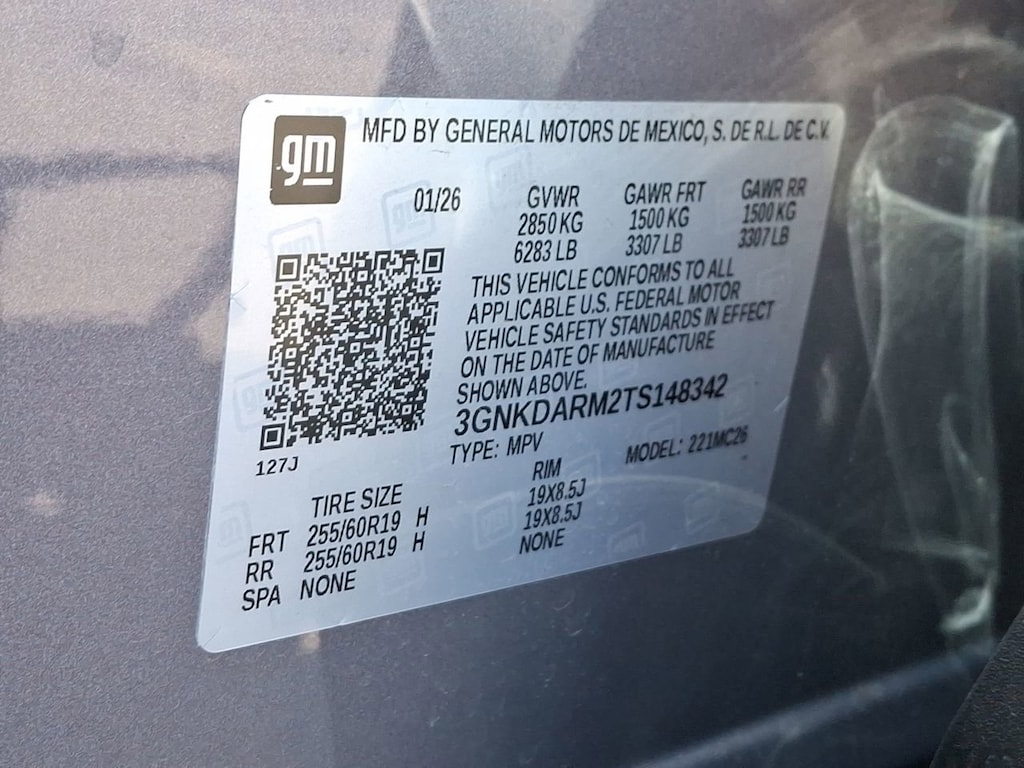 gm
MFD BY GENERAL MOTORS DE MEXICO, S. DE R.L. DE C.V.
01/26 GVWR GAWR FRT GAWR RR
2850 KG 1500 KG 1500 KG
6283 LB 3307 LB 3307 LB
THIS VEHICLE CONFORMS TO ALL
APPLICABLE U.S. FEDERAL MOTOR
VEHICLE SAFETY STANDARDS IN EFFECT
ON THE DATE OF MANUFACTURE
SHOWN ABOVE.
3GNKDARM2TS148342
TYPE: MPV MODEL: 221MC26
127J
TIRE SIZE RIM
FRT 255/60R19 H 19X8.5J
RR 255/60R19 H 19X8.5J
SPA NONE NONE